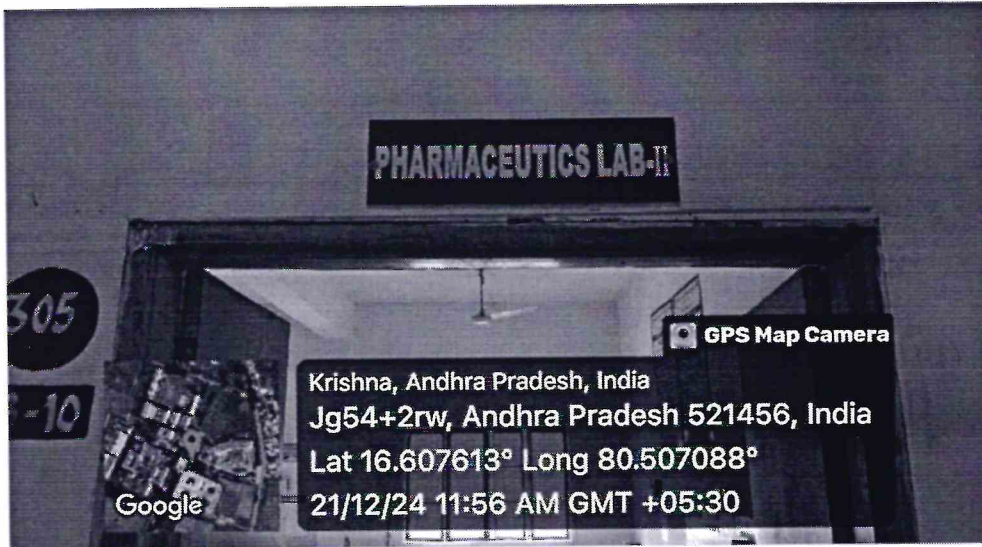 PHARMACEUTICS LAB-II
305
-10
GPS Map Camera
Krishna, Andhra Pradesh, India
Jg54+2rw, Andhra Pradesh 521456, India
Lat 16.607613° Long 80.507088°
21/12/24 11:56 AM GMT +05:30
Google